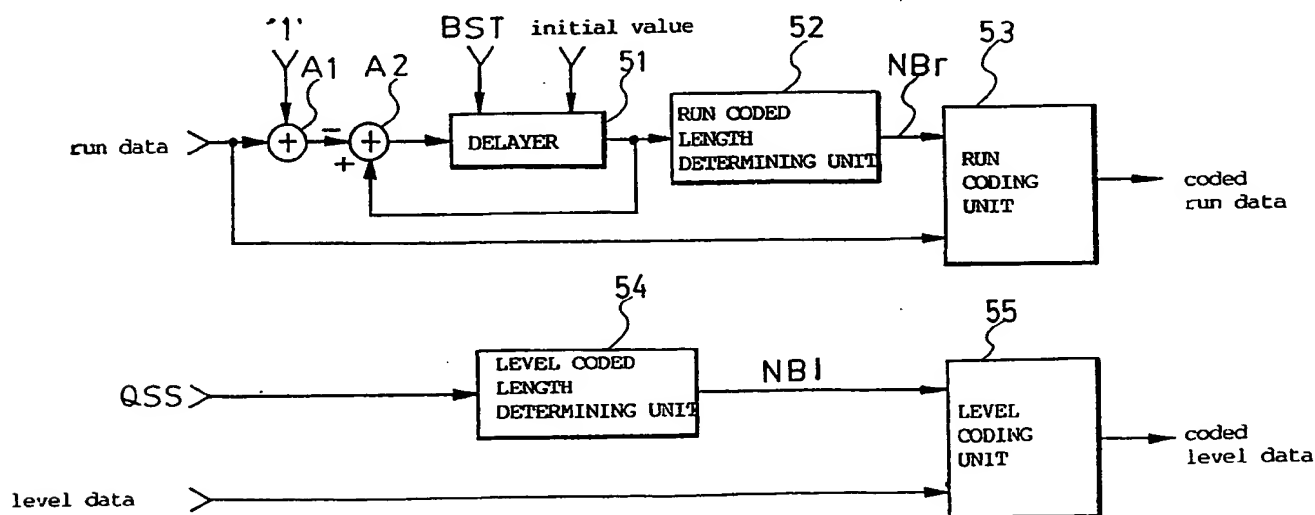 '1'
BST
initial value
52
53
A1
A2
51
NBr
run data
+
-
+
+
DELAYER
RUN CODED
LENGTH
DETERMINING UNIT
RUN
CODING
UNIT
coded
run data
54
55
QSS
LEVEL CODED
LENGTH
DETERMINING UNIT
NBl
LEVEL
CODING
UNIT
coded
level data
level data